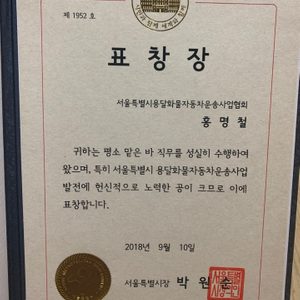 제 1952 호
표 창 장
서울특별시용달화물자동차운송사업협회
홍 명 철
귀하는 평소 맡은 바 직무를 성실히 수행하여
왔으며, 특히 서울특별시 용달화물자동차운송사업
발전에 헌신적으로 노력한 공이 크므로 이에
표창합니다.
2018년 9월 10일
서울특별시장 박 원 순